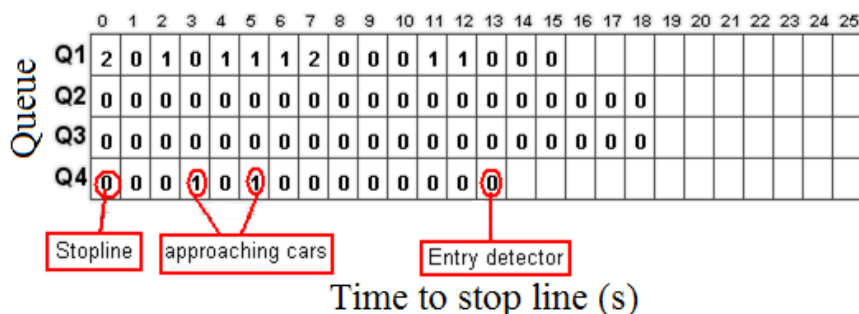 0 1 2 3 4 5 6 7 8 9 10 11 12 13 14 15 16 17 18 19 20 21 22 23 24 25
Queue
Q1 2 0 1 0 1 1 1 2 0 0 0 1 1 0 0 0
Q2 0 0 0 0 0 0 0 0 0 0 0 0 0 0 0 0 0 0 0
Q3 0 0 0 0 0 0 0 0 0 0 0 0 0 0 0 0 0 0 0
Q4 0 0 0 1 0 1 0 0 0 0 0 0 0 0
Stopline
approaching cars
Entry detector
Time to stop line (s)